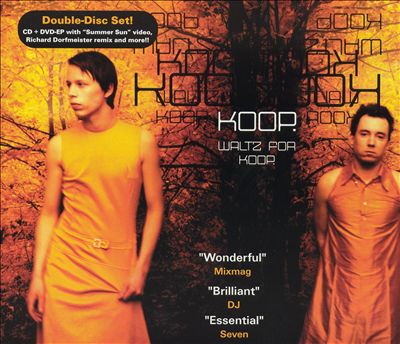 Double-Disc Set!
CD + DVD-EP with "Summer Sun" video,
Richard Dorfmeister remix and more!!
KOOP.
WALTZ FOR
KOOP.
"Wonderful"
Mixmag
"Brilliant"
DJ
"Essential"
Seven